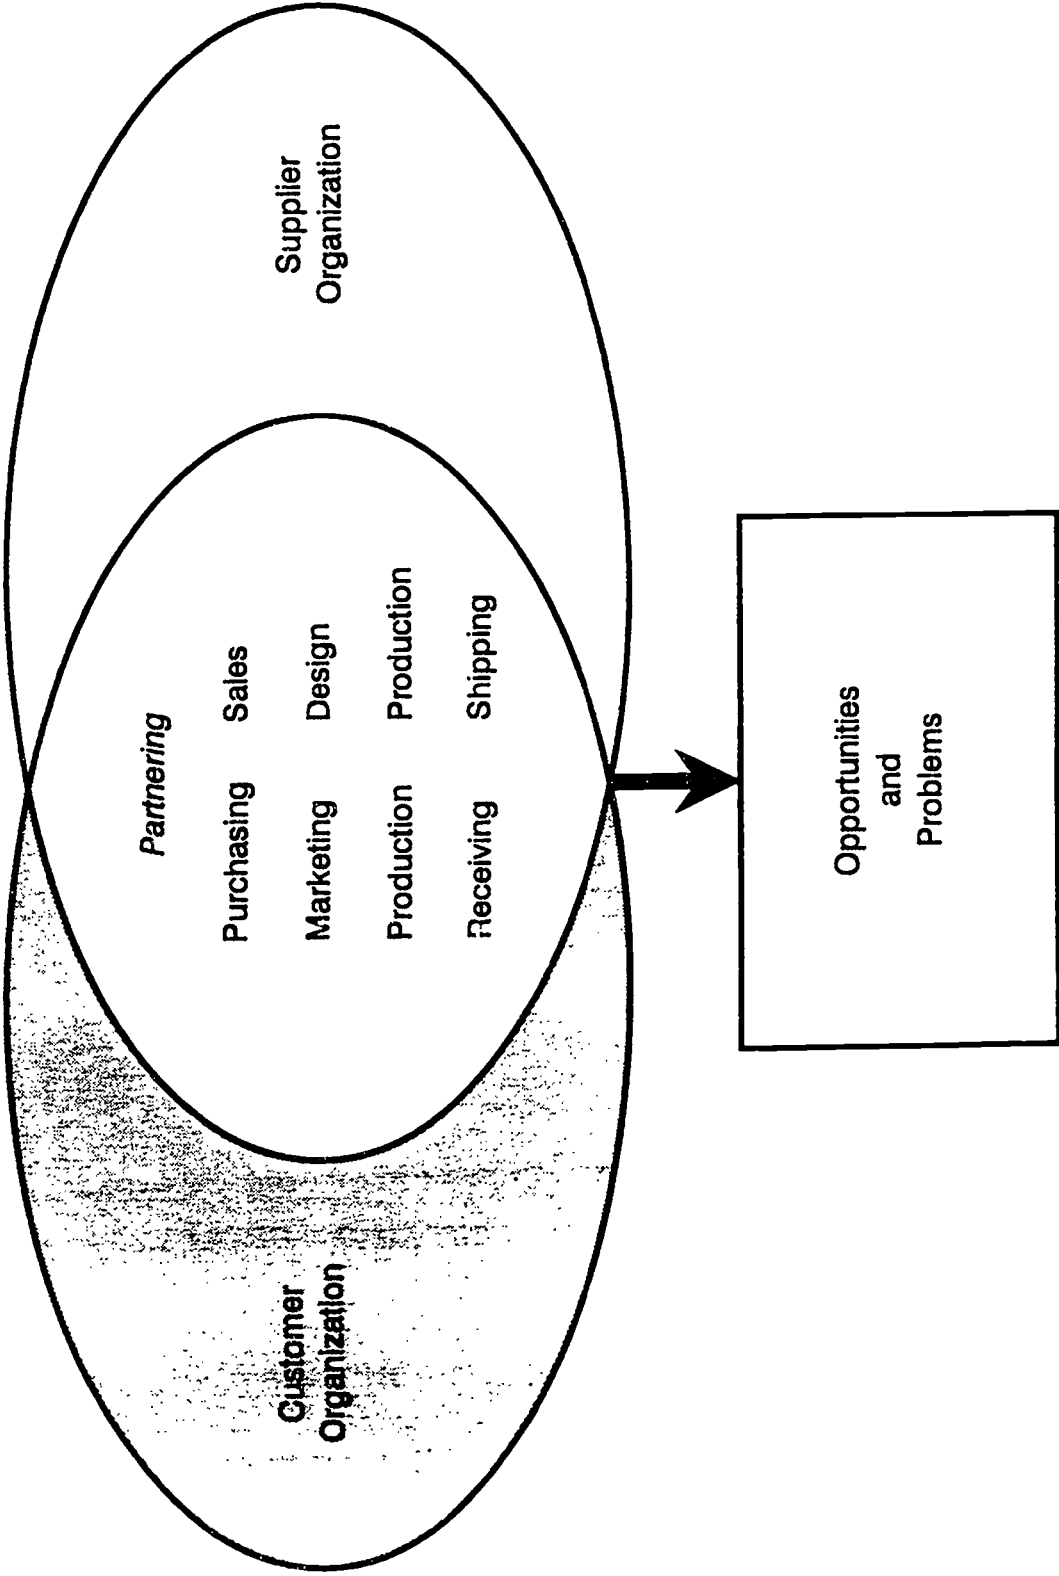 Partnering
Customer
Organization
Purchasing Sales
Marketing Design
Production Production
Receiving Shipping
Supplier
Organization
Opportunities
and
Problems